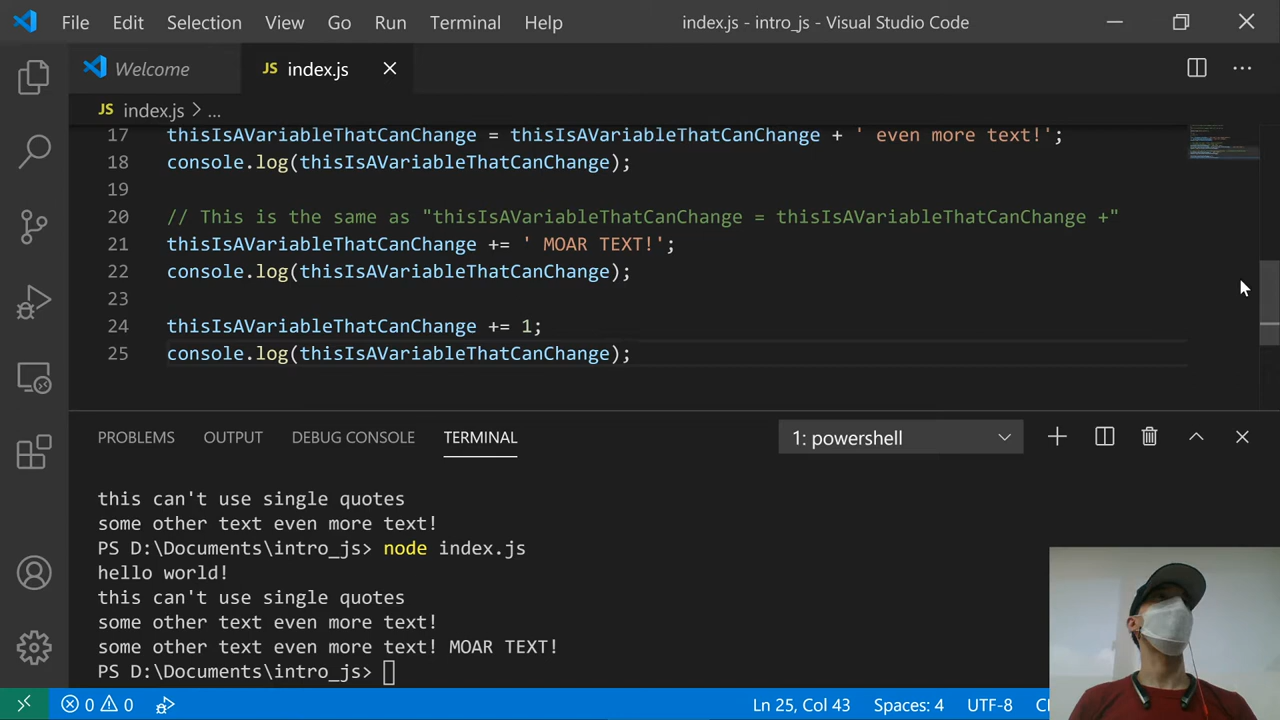 File Edit Selection View Go Run Terminal Help index.js - intro_js - Visual Studio Code
Welcome JS index.js
JS index.js > ...
17 thisIsAVariableThatCanChange = thisIsAVariableThatCanChange + ' even more text!';
18 console.log(thisIsAVariableThatCanChange);
19
20 // This is the same as "thisIsAVariableThatCanChange = thisIsAVariableThatCanChange +"
21 thisIsAVariableThatCanChange += ' MOAR TEXT!';
22 console.log(thisIsAVariableThatCanChange);
23
24 thisIsAVariableThatCanChange += 1;
25 console.log(thisIsAVariableThatCanChange);
PROBLEMS OUTPUT DEBUG CONSOLE TERMINAL 1: powershell
this can't use single quotes
some other text even more text!
PS D:\Documents\intro_js> node index.js
hello world!
this can't use single quotes
some other text even more text!
some other text even more text! MOAR TEXT!
PS D:\Documents\intro_js>
0 0 Ln 25, Col 43 Spaces: 4 UTF-8